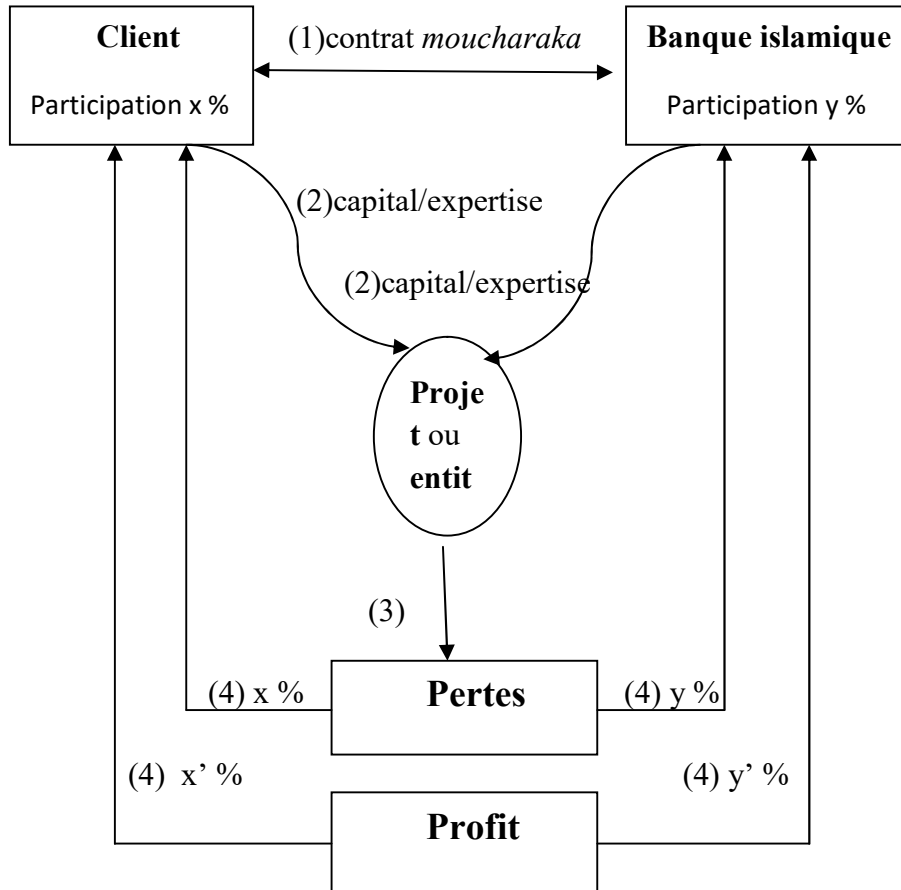 Client
(1)contrat moucharaka
Banque islamique
Participation x %
Participation y %
(2)capital/expertise
(2)capital/expertise
Proje
t ou
entit
(3)
Pertes
(4) x %
(4) y %
(4) x’ %
(4) y’ %
Profit